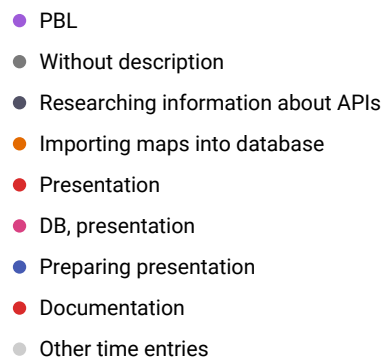 PBL
Without description
Researching information about APIs
Importing maps into database
Presentation
DB, presentation
Preparing presentation
Documentation
Other time entries